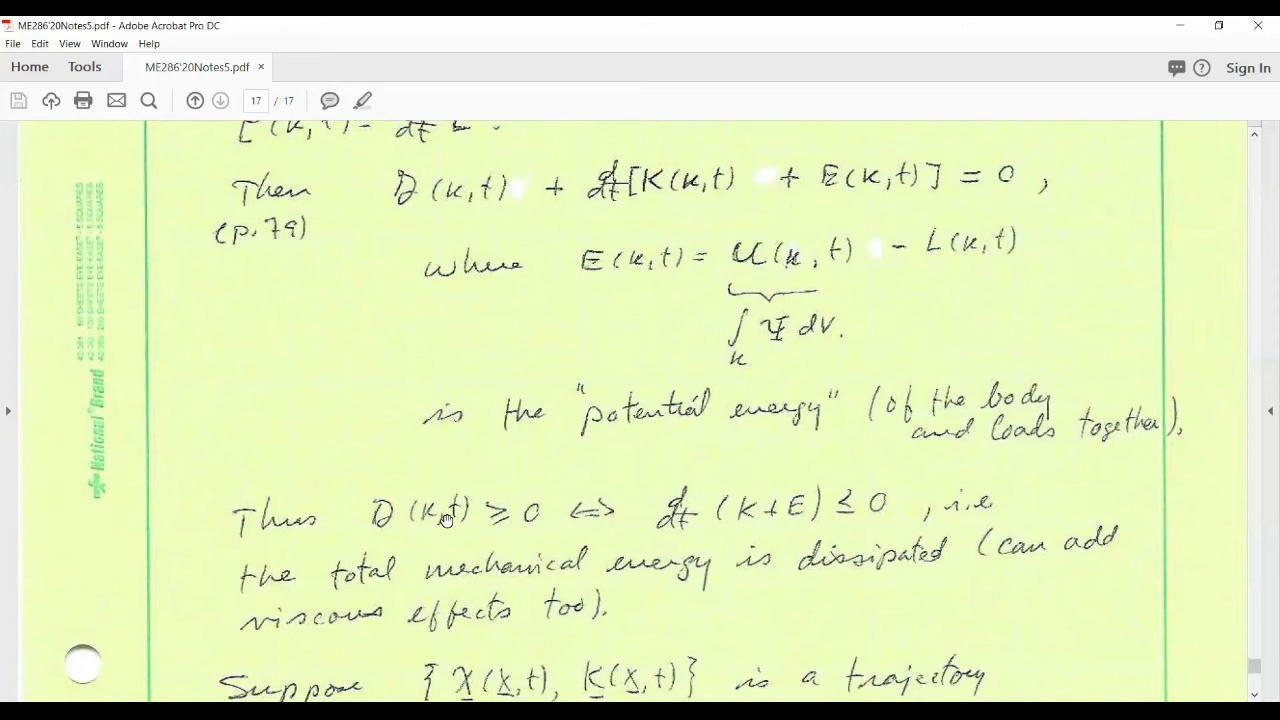 ME286'20Notes5.pdf - Adobe Acrobat Pro DC
File Edit View Window Help
Home Tools ME286'20Notes5.pdf × Sign In
17 / 17
Then D(κ,t) + d/dt [K(κ,t) + E(κ,t)] = 0,
(p.79)
where E(κ,t) = U(κ,t) - L(κ,t)
∫κ Ψ dV.
is the "potential energy" (of the body
and loads together).
Thus D(κ,t) ≥ 0 ⇔ d/dt (K+E) ≤ 0, i.e
the total mechanical energy is dissipated (can add
viscous effects too).
Suppose {χ(X,t), K(X,t)} is a trajectory
National® Brand